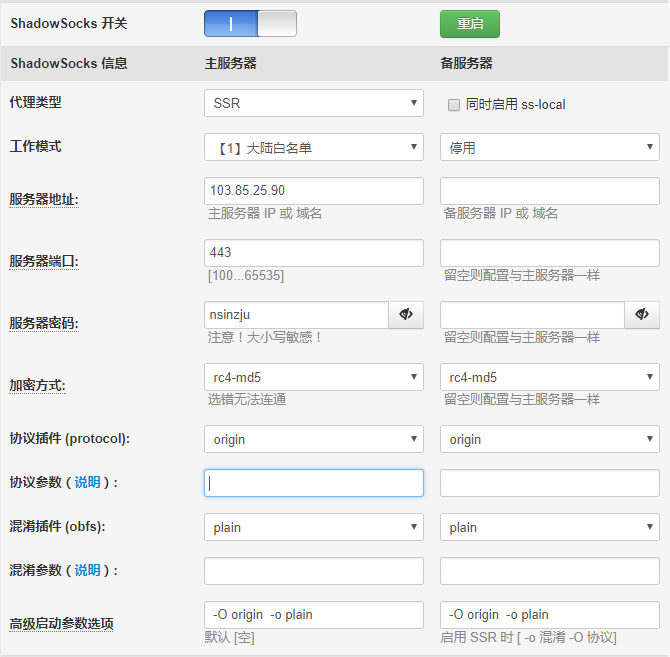 ShadowSocks 开关 重启
ShadowSocks 信息 主服务器 备服务器
代理类型 SSR 同时启用 ss-local
工作模式 【1】大陆白名单 停用
服务器地址: 103.85.25.90
主服务器 IP 或 域名 备服务器 IP 或 域名
服务器端口: 443
[100...65535] 留空则配置与主服务器一样
服务器密码: nsinzju
注意！大小写敏感！ 留空则配置与主服务器一样
加密方式: rc4-md5 rc4-md5
选错无法连通 留空则配置与主服务器一样
协议插件 (protocol): origin origin
协议参数（说明）:
混淆插件 (obfs): plain plain
混淆参数（说明）:
高级启动参数选项 -O origin -o plain -O origin -o plain
默认 [空] 启用 SSR 时 [ -o 混淆 -O 协议]